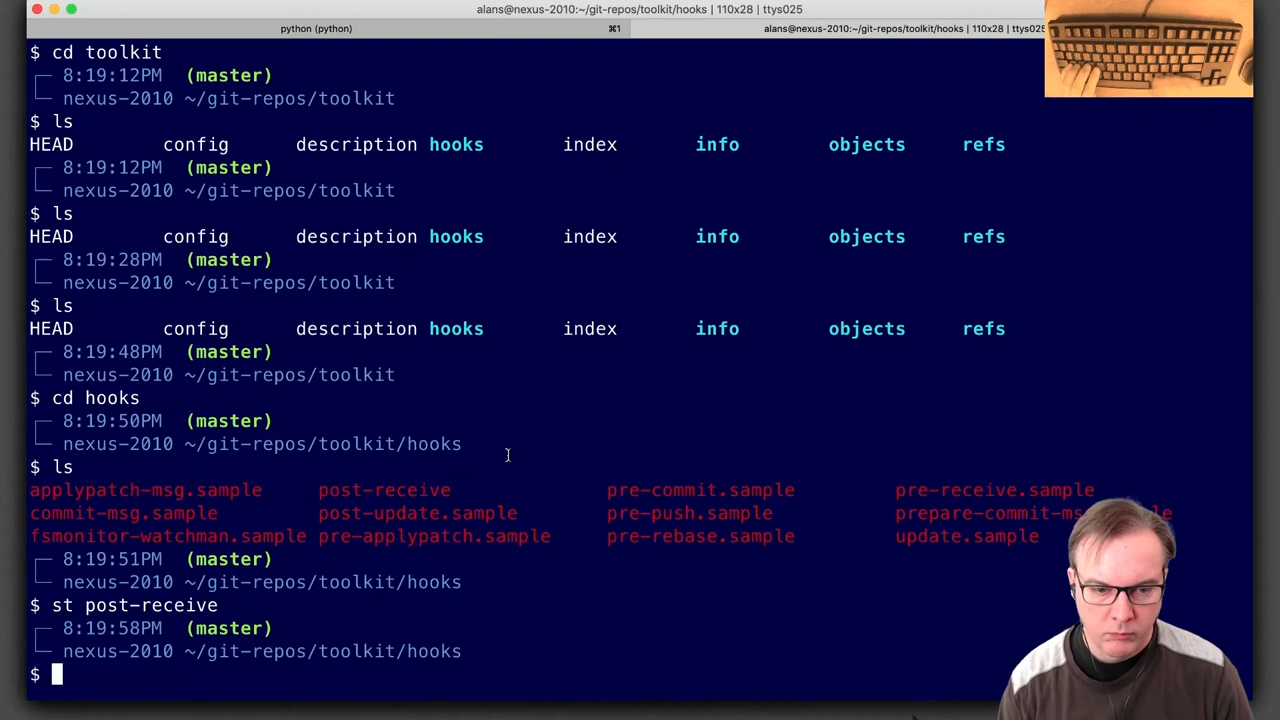 alans@nexus-2010:~/git-repos/toolkit/hooks | 110x28 | ttys025
python (python) ⌘1 alans@nexus-2010:~/git-repos/toolkit/hooks | 110x28 | ttys025
$ cd toolkit
8:19:12PM (master)
nexus-2010 ~/git-repos/toolkit
$ ls
HEAD config description hooks index info objects refs
8:19:12PM (master)
nexus-2010 ~/git-repos/toolkit
$ ls
HEAD config description hooks index info objects refs
8:19:28PM (master)
nexus-2010 ~/git-repos/toolkit
$ ls
HEAD config description hooks index info objects refs
8:19:48PM (master)
nexus-2010 ~/git-repos/toolkit
$ cd hooks
8:19:50PM (master)
nexus-2010 ~/git-repos/toolkit/hooks
$ ls
applypatch-msg.sample post-receive pre-commit.sample pre-receive.sample
commit-msg.sample post-update.sample pre-push.sample
fsmonitor-watchman.sample pre-applypatch.sample pre-rebase.sample update.sample
8:19:51PM (master)
nexus-2010 ~/git-repos/toolkit/hooks
$ st post-receive
8:19:58PM (master)
nexus-2010 ~/git-repos/toolkit/hooks
$